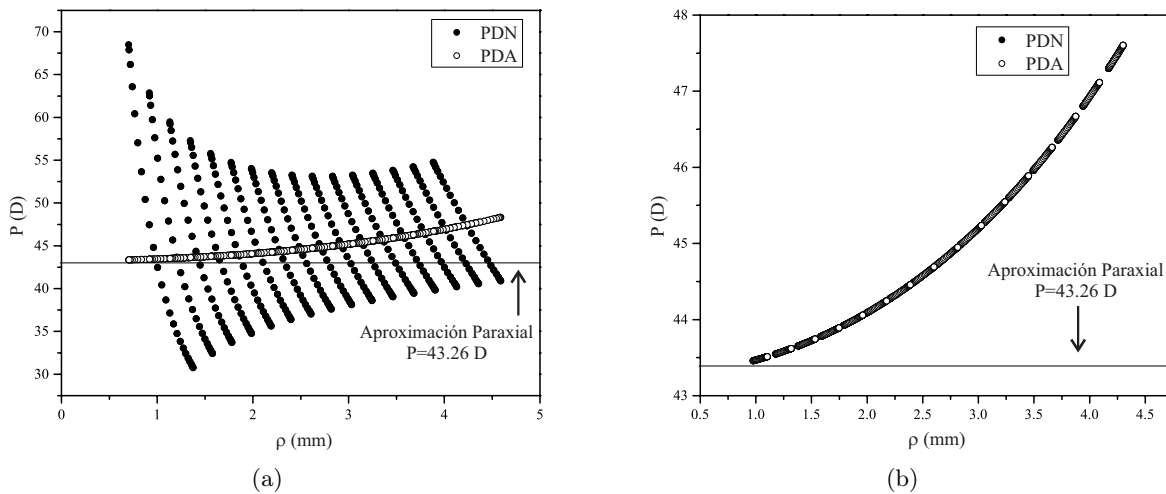 70
65
60
55
50
45
40
35
30
P (D)
PDN
PDA
Aproximación Paraxial
P=43.26 D
0
1
2
3
4
5
ρ (mm)
(a)
48
47
46
45
44
43
P (D)
PDN
PDA
Aproximación Paraxial
P=43.26 D
0.5
1.0
1.5
2.0
2.5
3.0
3.5
4.0
4.5
ρ (mm)
(b)